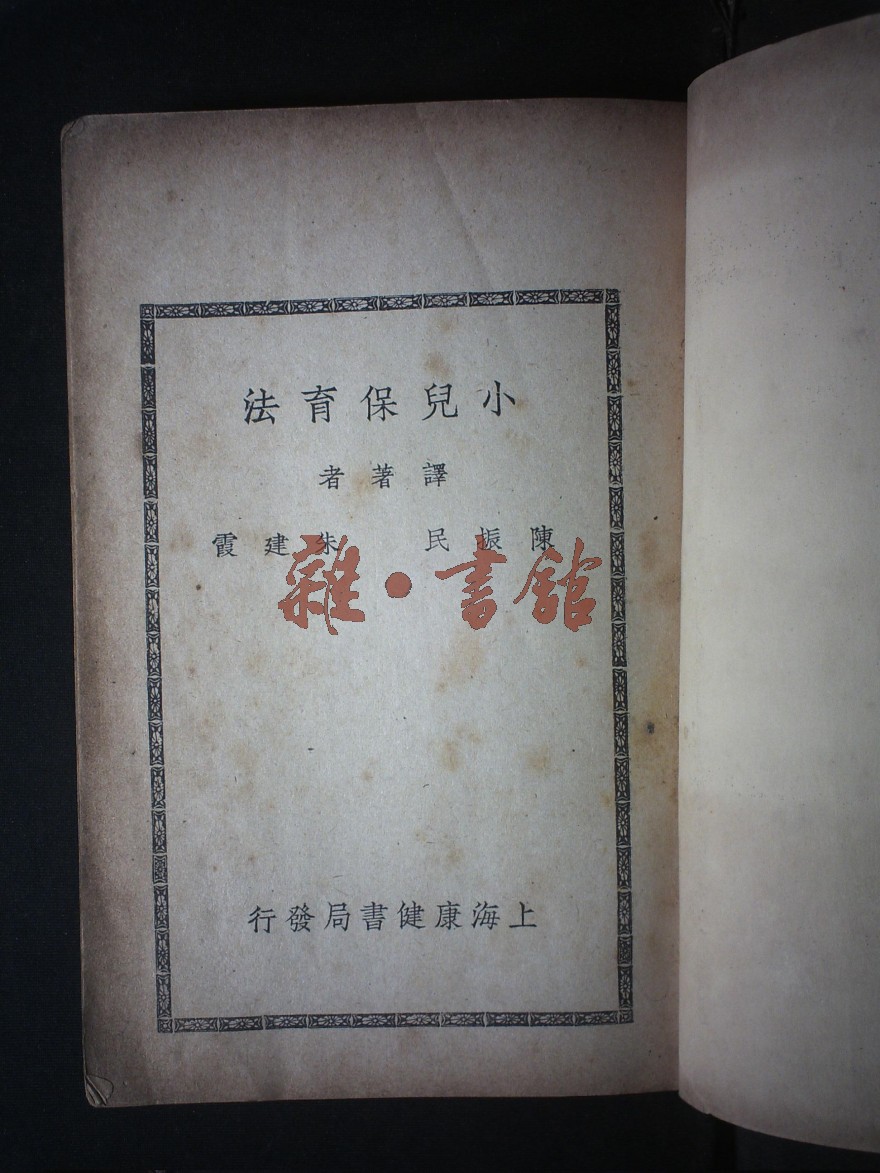 小兒保育法
譯著者
陳振民 朱建霞
雜·書館
上海康健書局發行